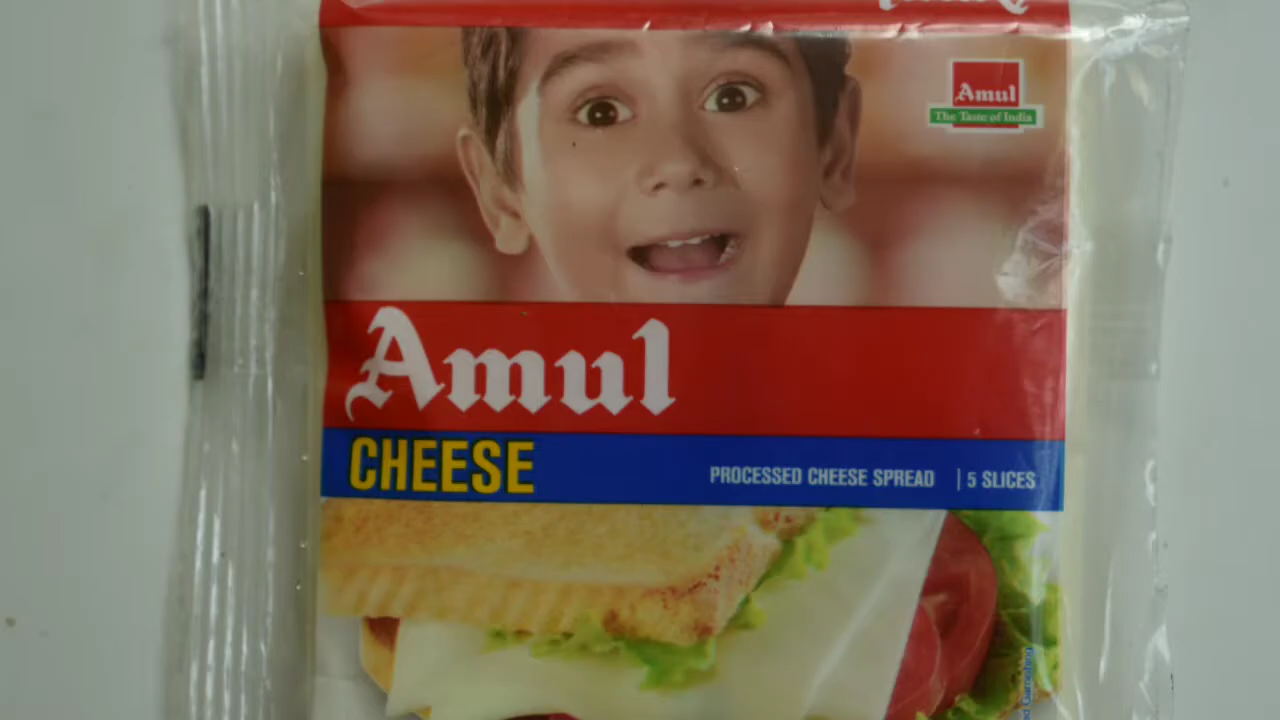 Amul
The Taste of India
Amul
CHEESE
PROCESSED CHEESE SPREAD | 5 SLICES